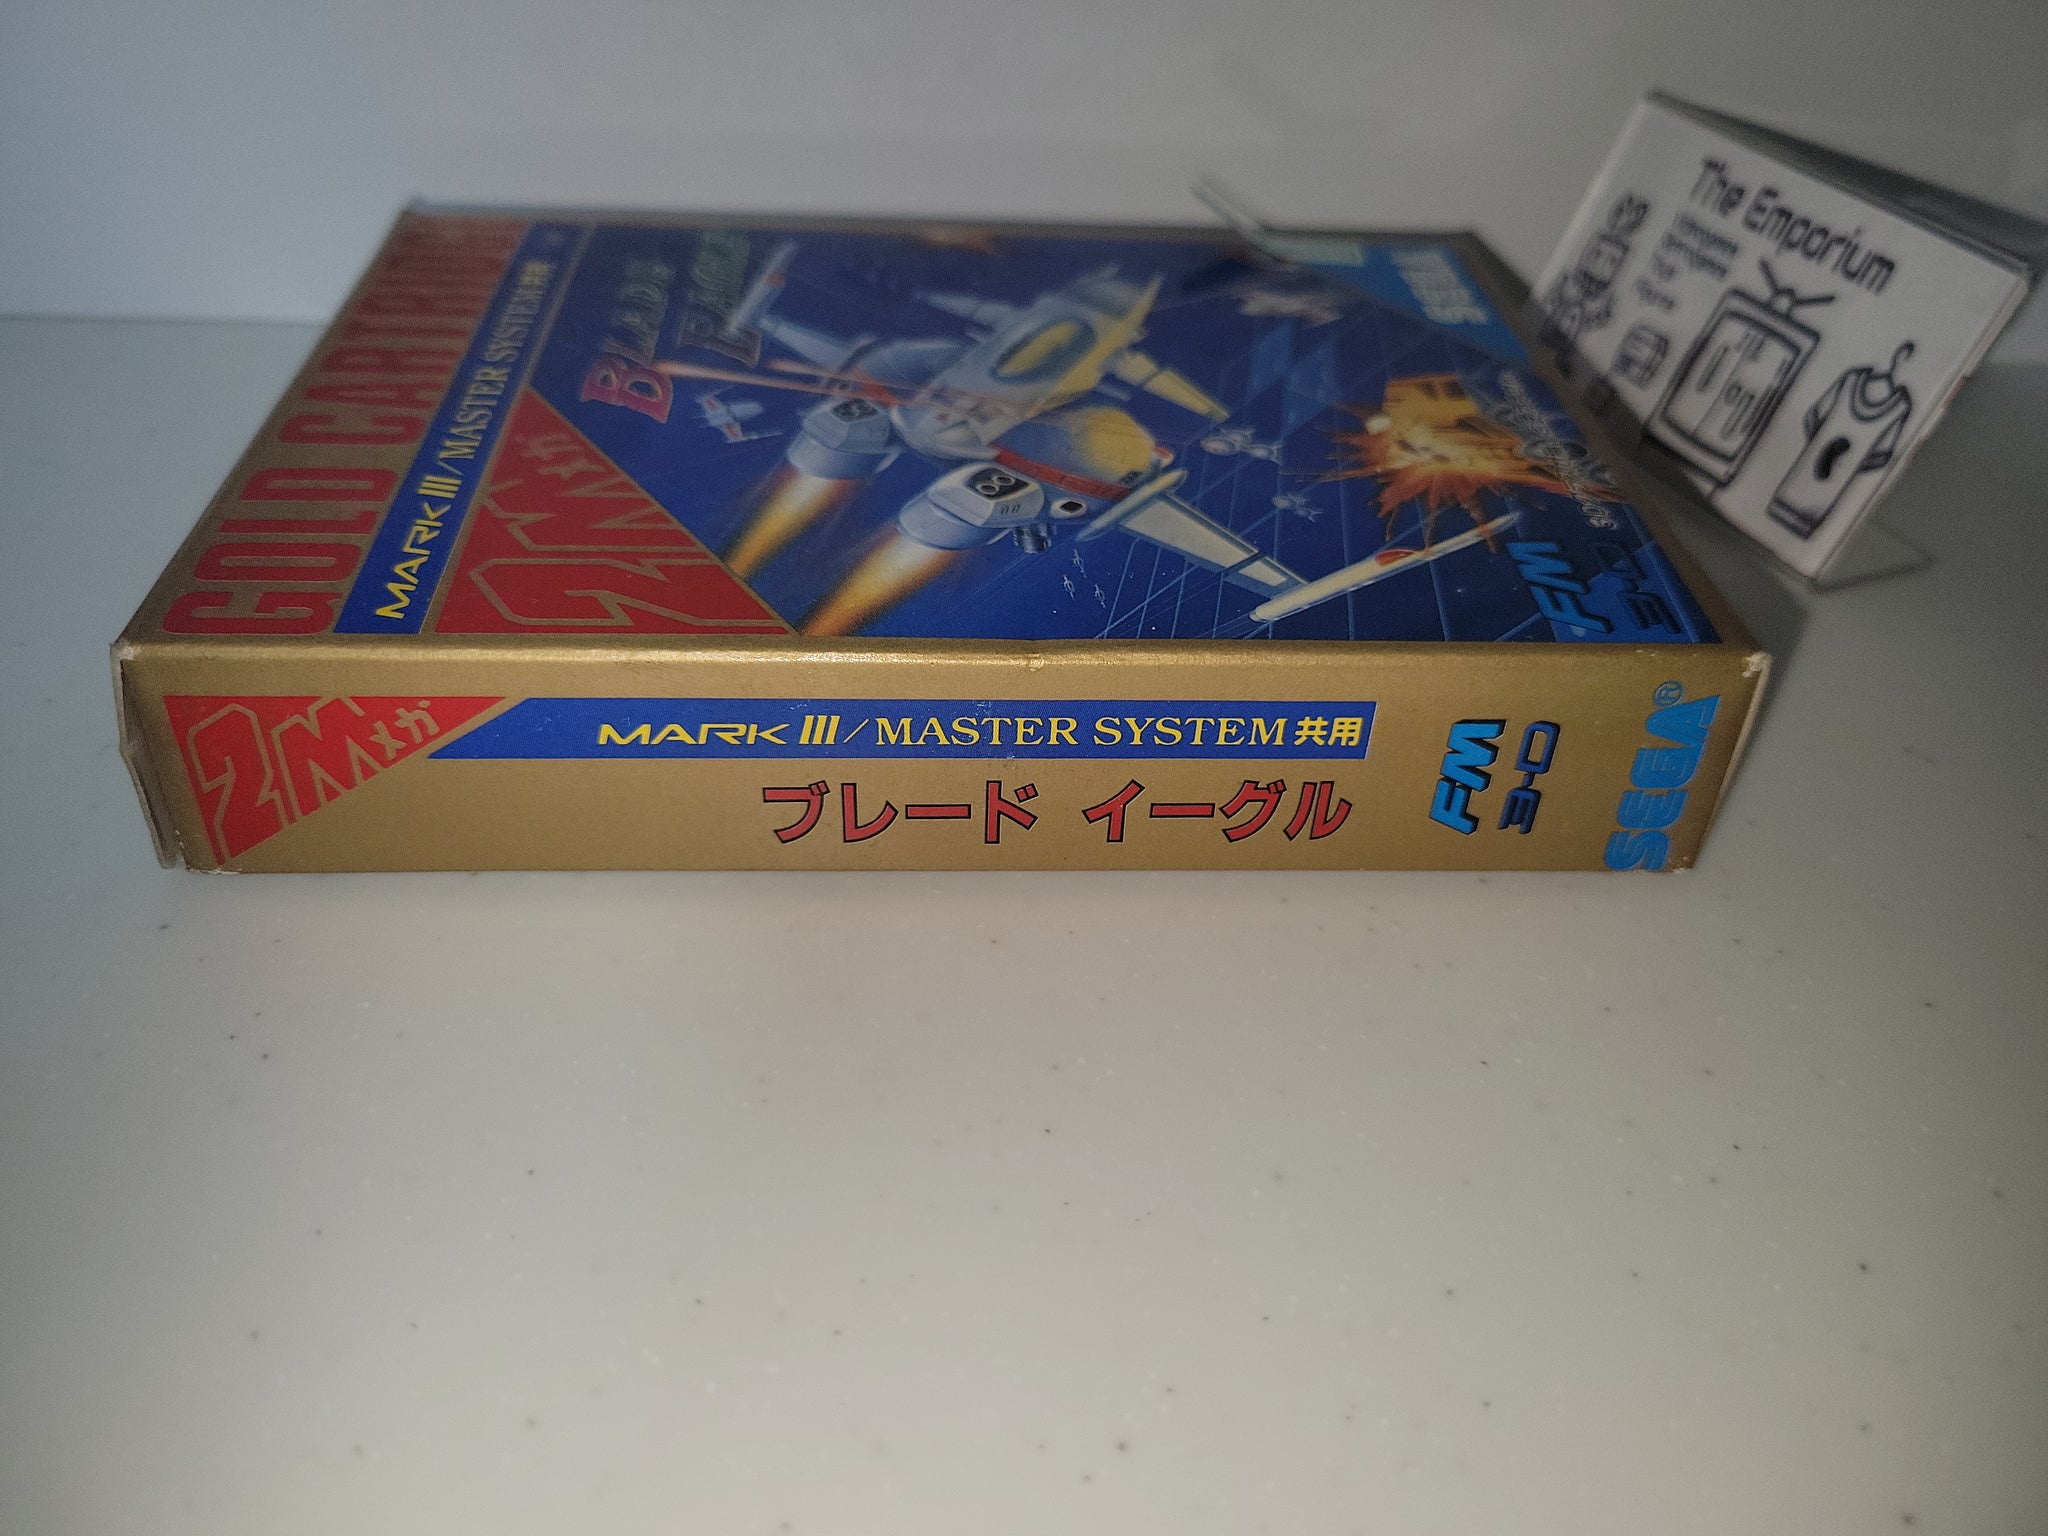 GOLD CARTRIDGE
MARK III/MASTER SYSTEM共用
2Mメガ
BLADE
EAGLE
SEGA
FM
3-D
2Mメガ
MARK III/MASTER SYSTEM共用
ブレード イーグル
FM
3-D
SEGA®
The Emporium